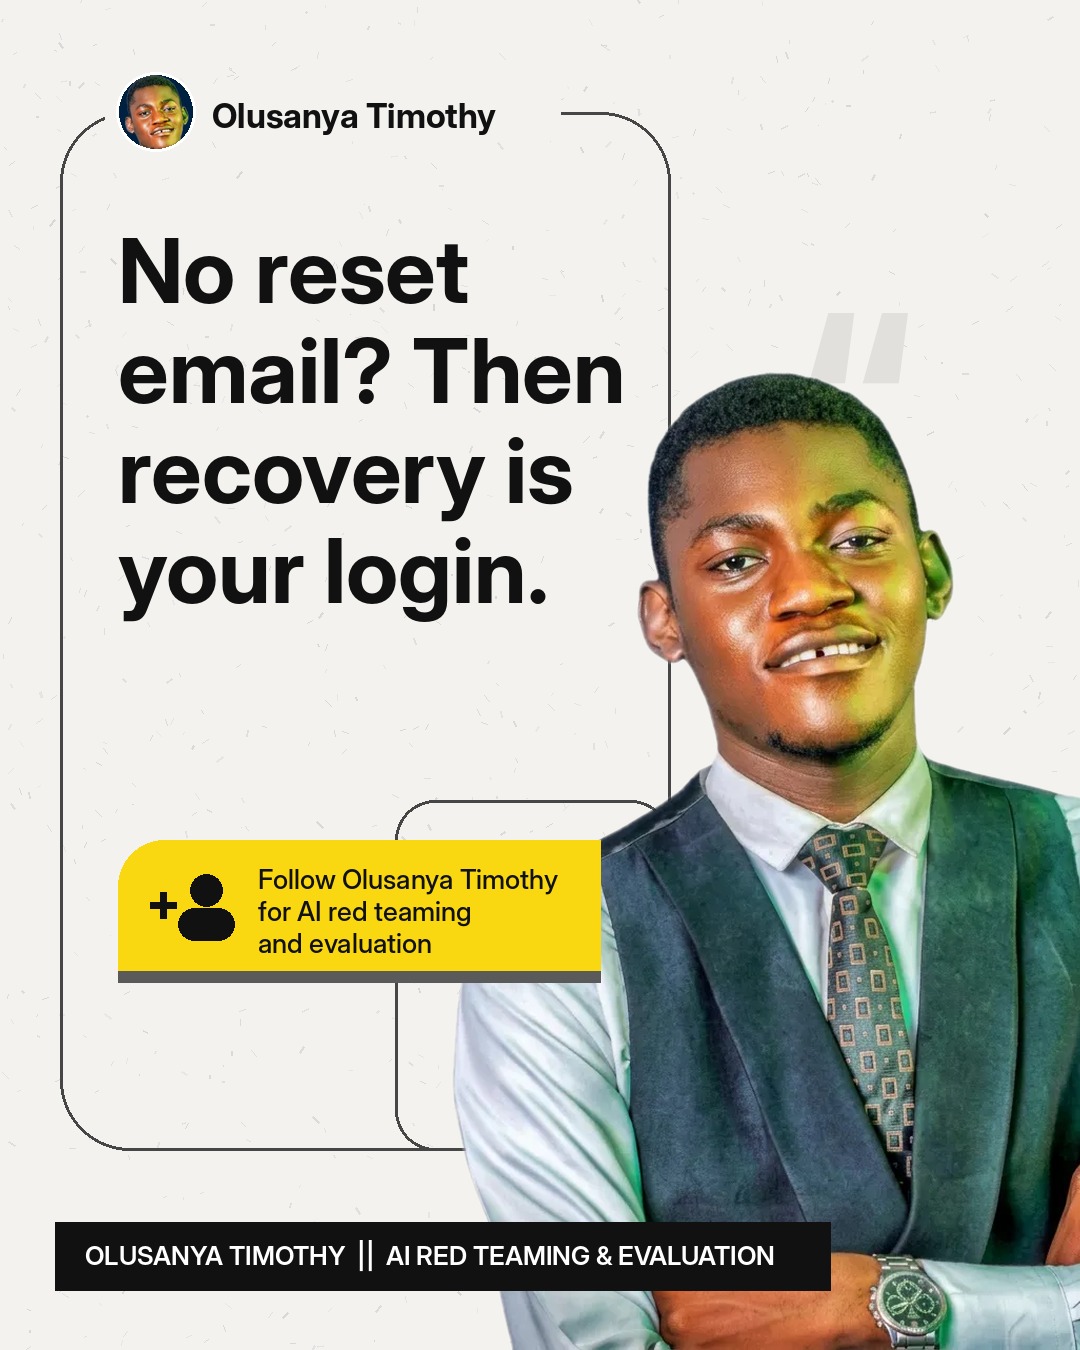 Olusanya Timothy
No reset
email? Then
recovery is
your login.
Follow Olusanya Timothy
for AI red teaming
and evaluation
OLUSANYA TIMOTHY || AI RED TEAMING & EVALUATION